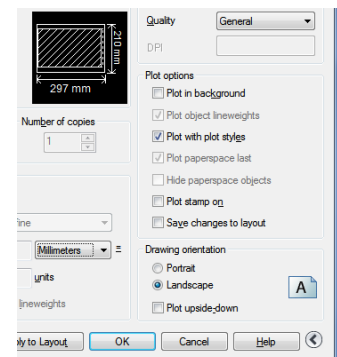 Quality General
DPI
210 mm
297 mm
Plot options
Plot in background
Number of copies
Plot object lineweights
1
Plot with plot styles
Plot paperspace last
Hide paperspace objects
Plot stamp on
Save changes to layout
Millimeters =
Drawing orientation
Portrait
units
Landscape
A
lineweights
Plot upside-down
to Layout OK Cancel Help